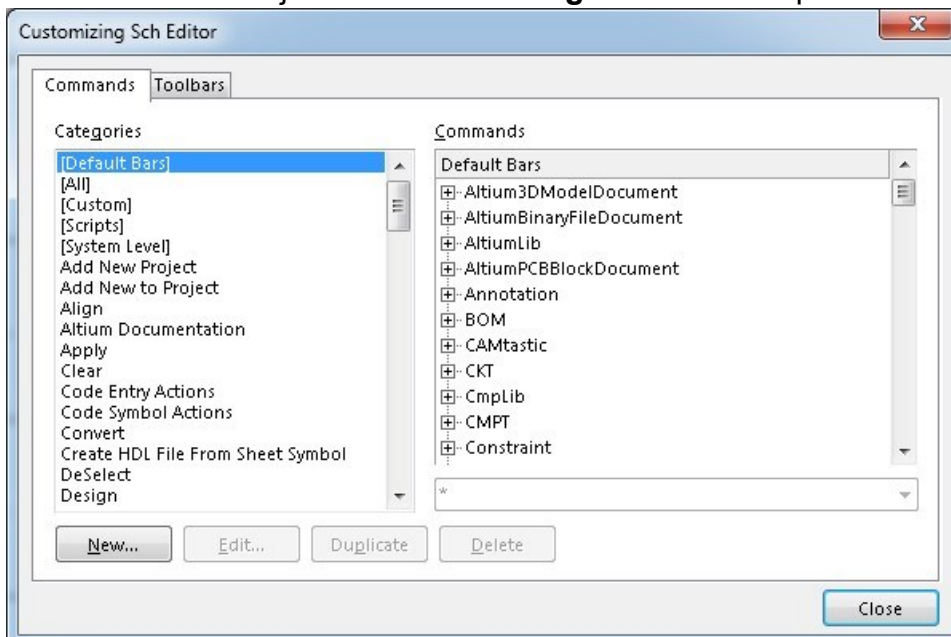 Customizing Sch Editor
Commands
Toolbars
Categories
[Default Bars]
[All]
[Custom]
[Scripts]
[System Level]
Add New Project
Add New to Project
Align
Altium Documentation
Apply
Clear
Code Entry Actions
Code Symbol Actions
Convert
Create HDL File From Sheet Symbol
DeSelect
Design
Commands
Default Bars
Altium3DModelDocument
AltiumBinaryFileDocument
AltiumLib
AltiumPCBBlockDocument
Annotation
BOM
CAMtastic
CKT
CmpLib
CMPT
Constraint
*
New...
Edit...
Duplicate
Delete
Close